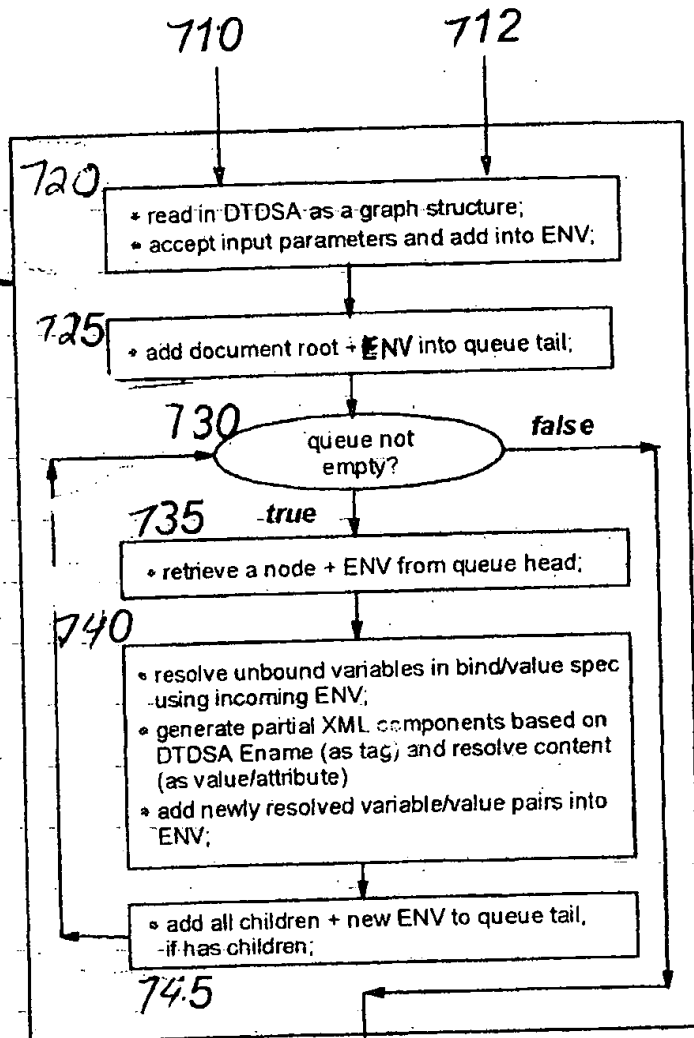 710 712
720
• read in DTDSA as a graph structure;
• accept input parameters and add into ENV;
725
• add document root + ENV into queue tail;
730
queue not
empty?
false
735
true
• retrieve a node + ENV from queue head;
740
• resolve unbound variables in bind/value spec
using incoming ENV;
• generate partial XML components based on
DTDSA Ename (as tag) and resolve content
(as value/attribute)
• add newly resolved variable/value pairs into
ENV;
• add all children + new ENV to queue tail,
if has children;
745